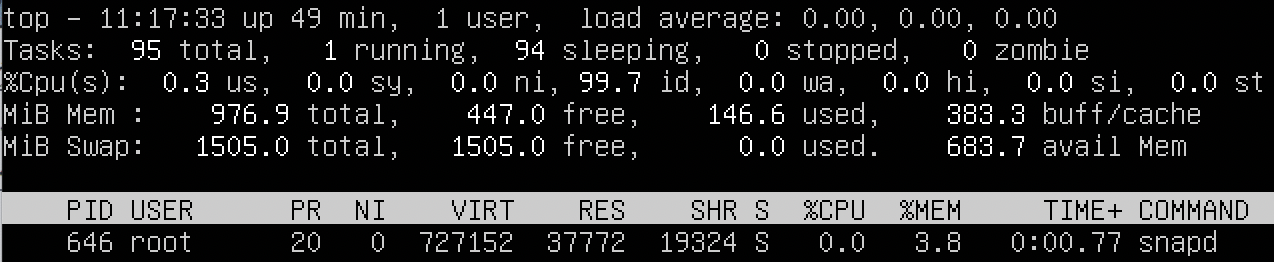 top - 11:17:33 up 49 min,  1 user,  load average: 0.00, 0.00, 0.00
Tasks:  95 total,   1 running,  94 sleeping,   0 stopped,   0 zombie
%Cpu(s):  0.3 us,  0.0 sy,  0.0 ni, 99.7 id,  0.0 wa,  0.0 hi,  0.0 si,  0.0 st
MiB Mem :    976.9 total,    447.0 free,    146.6 used,    383.3 buff/cache
MiB Swap:   1505.0 total,   1505.0 free,      0.0 used.    683.7 avail Mem
    PID USER      PR  NI    VIRT    RES    SHR S  %CPU  %MEM     TIME+ COMMAND
    646 root      20   0  727152  37772  19324 S   0.0   3.8   0:00.77 snapd